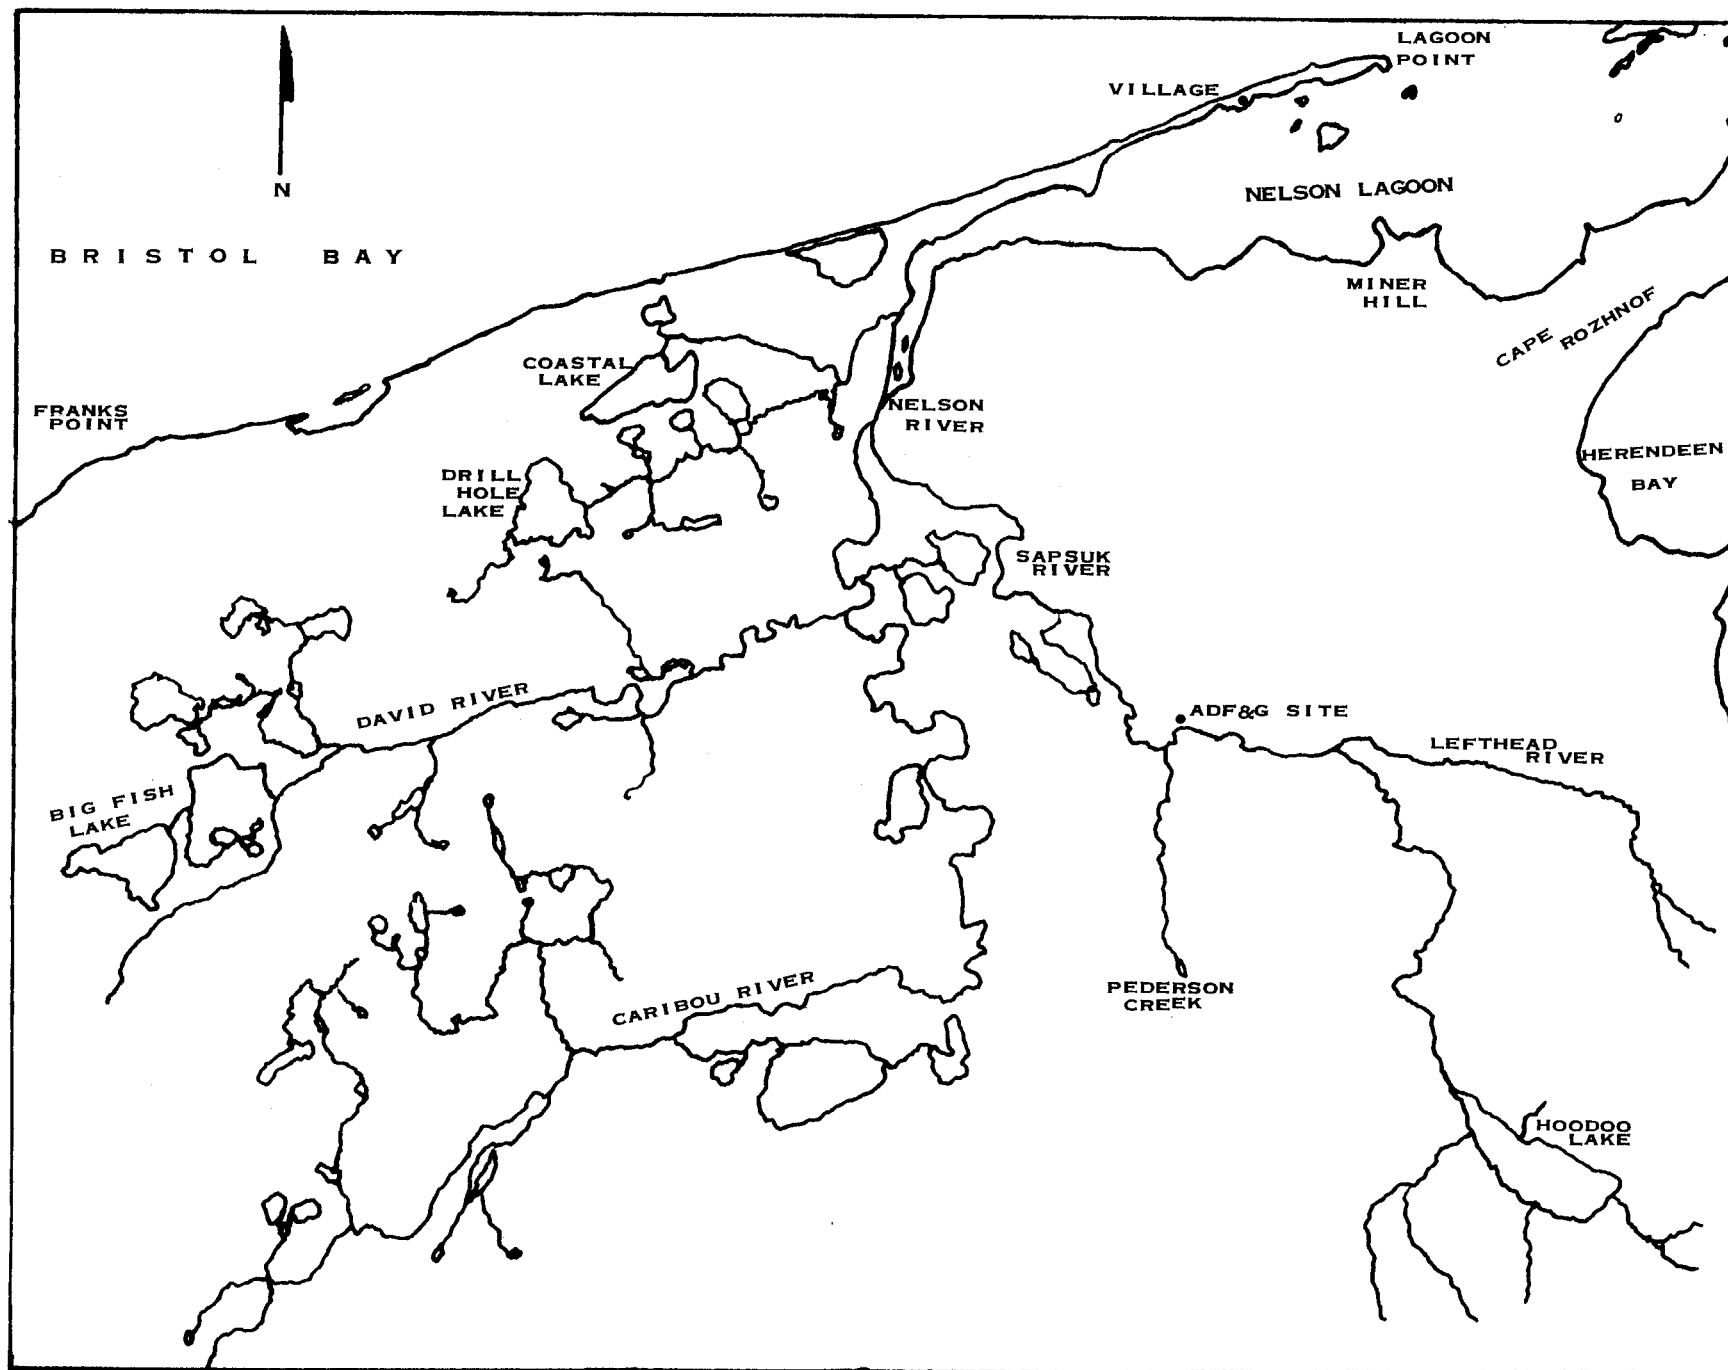 LAGOON
POINT
VILLAGE
N
NELSON LAGOON
BRISTOL BAY
MINER
HILL
CAPE ROZHNOF
COASTAL
LAKE
FRANKS
POINT
NELSON
RIVER
HERENDEEN
BAY
DRILL
HOLE
LAKE
SAPSUK
RIVER
DAVID RIVER
ADF&G SITE
LEFTHEAD
RIVER
BIG FISH
LAKE
CARIBOU RIVER
PEDERSON
CREEK
HOODOO
LAKE